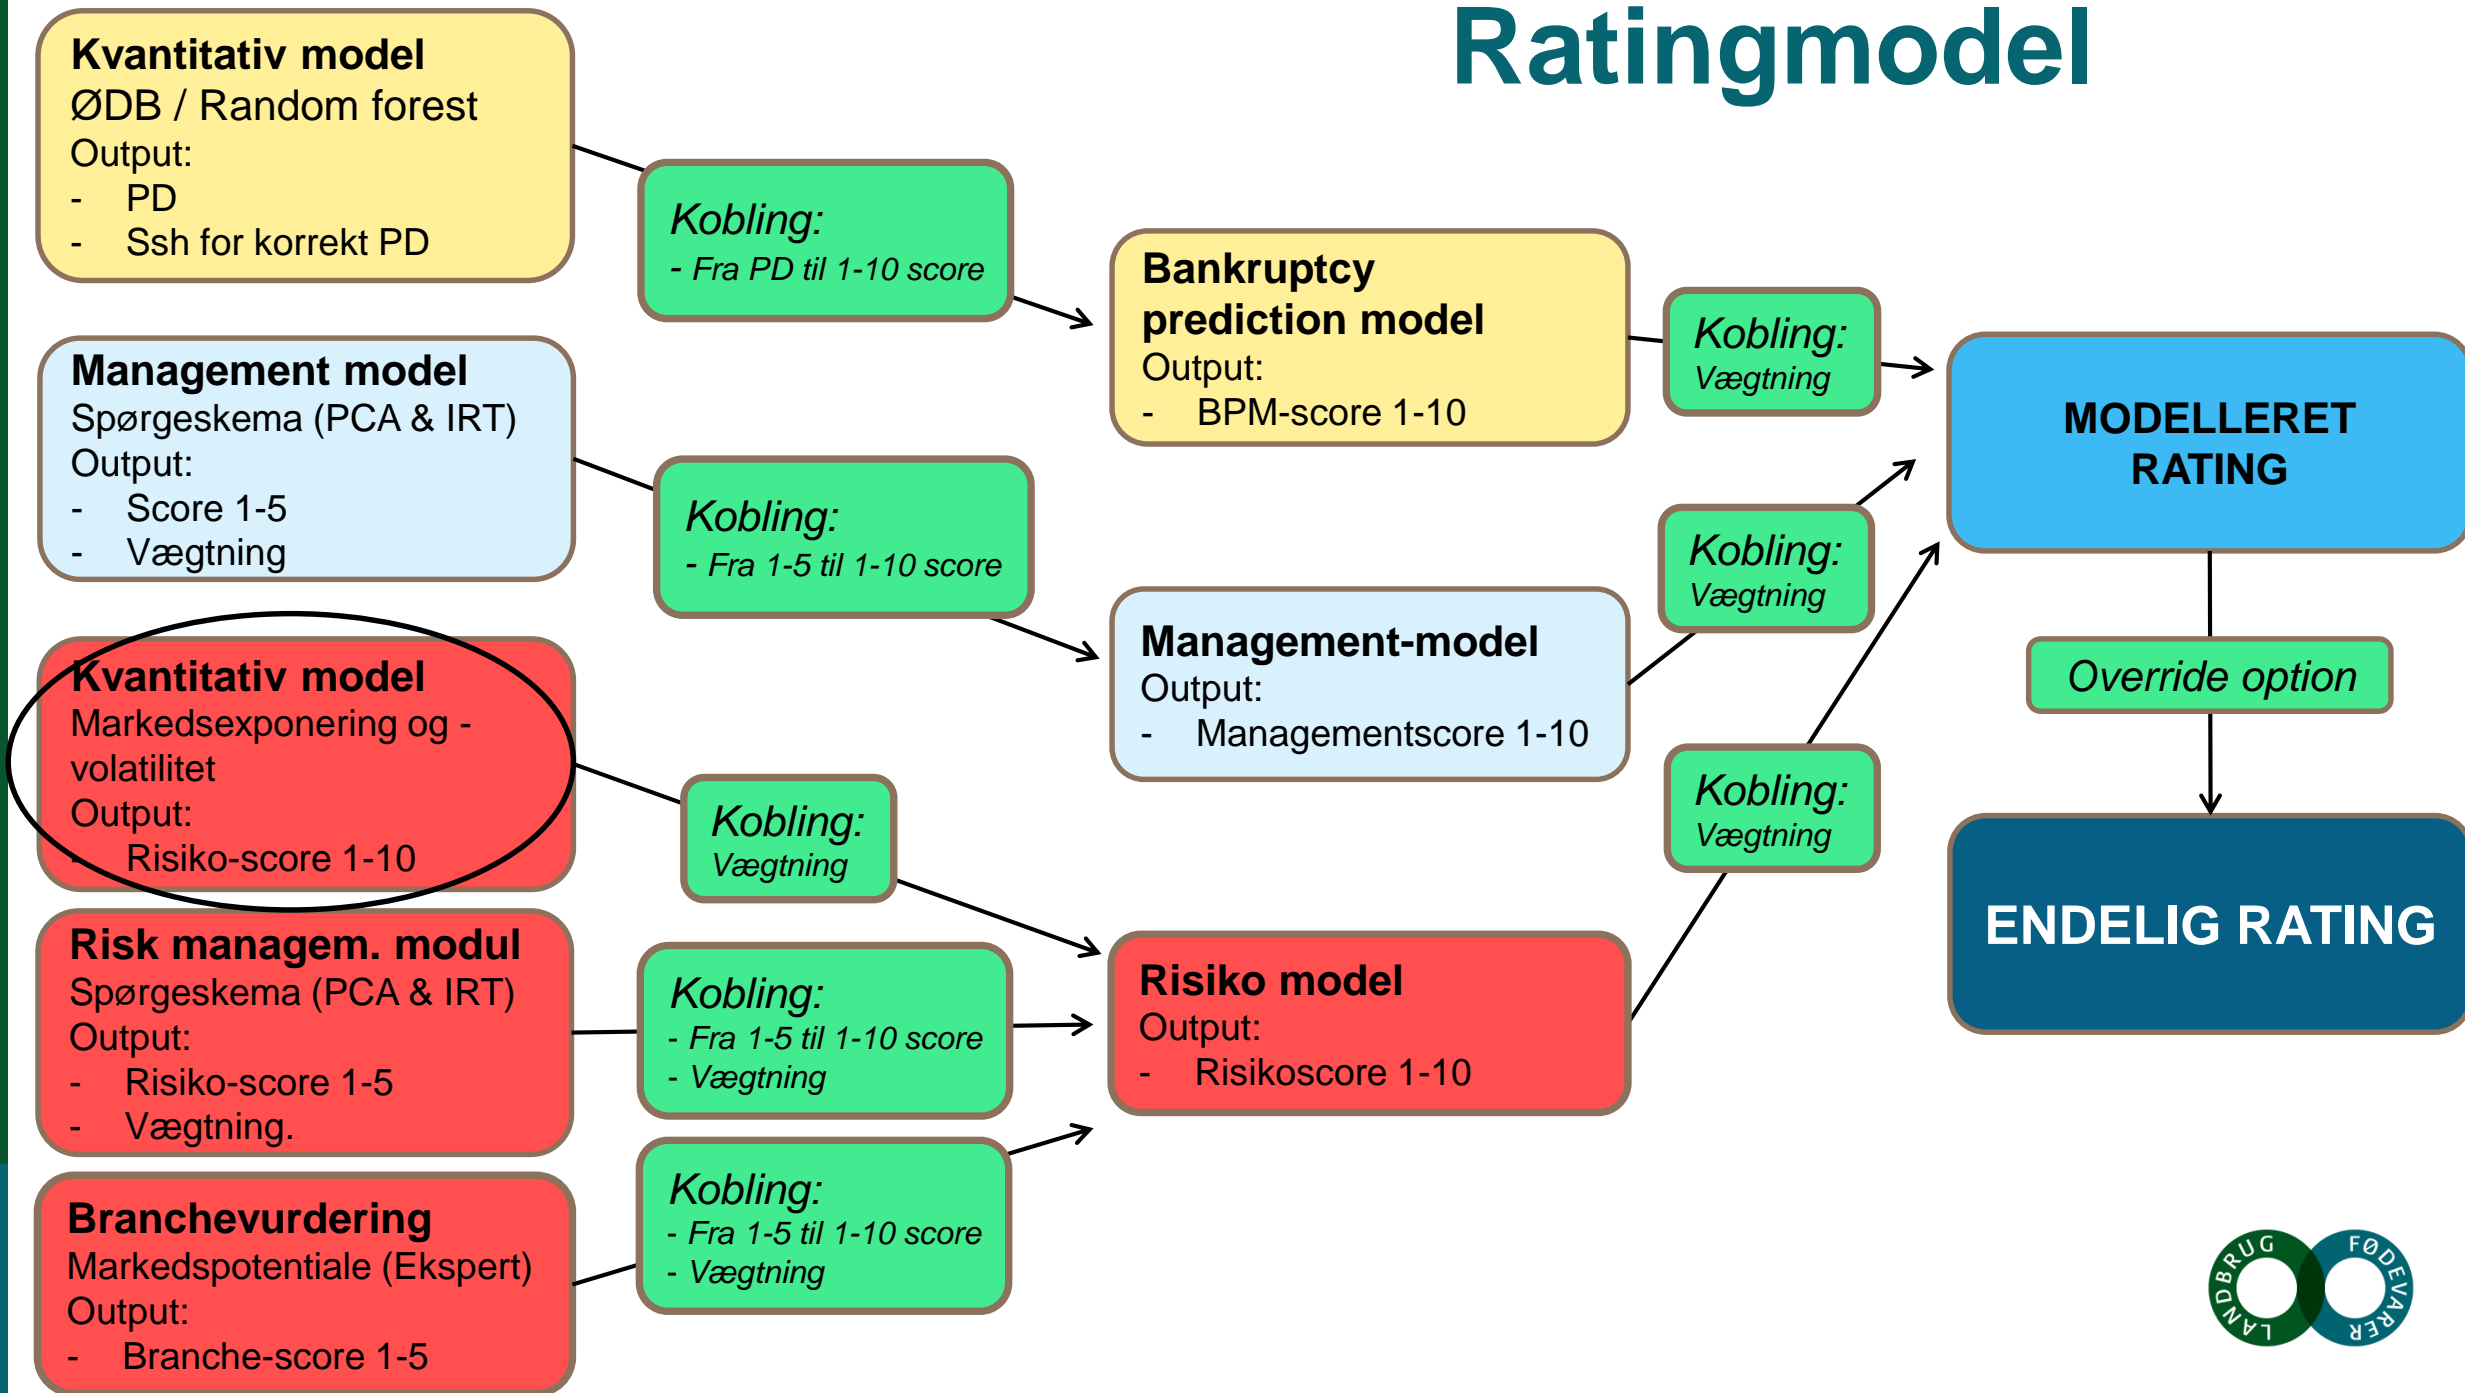 Ratingmodel
Kvantitativ model
ØDB / Random forest
Output:
- PD
- Ssh for korrekt PD
Kobling:
- Fra PD til 1-10 score
Bankruptcy
prediction model
Output:
- BPM-score 1-10
Kobling:
Vægtning
Management model
Spørgeskema (PCA & IRT)
Output:
- Score 1-5
- Vægtning
Kobling:
- Fra 1-5 til 1-10 score
Management-model
Output:
- Managementscore 1-10
Kobling:
Vægtning
Kvantitativ model
Markedsexponering og -
volatilitet
Output:
- Risiko-score 1-10
Kobling:
Vægtning
Risk managem. modul
Spørgeskema (PCA & IRT)
Output:
- Risiko-score 1-5
- Vægtning.
Kobling:
- Fra 1-5 til 1-10 score
- Vægtning
Branchevurdering
Markedspotentiale (Ekspert)
Output:
- Branche-score 1-5
Kobling:
- Fra 1-5 til 1-10 score
- Vægtning
Risiko model
Output:
- Risikoscore 1-10
Kobling:
Vægtning
MODELLERET
RATING
Override option
ENDELIG RATING
LANDBRUG
FØDEVARER